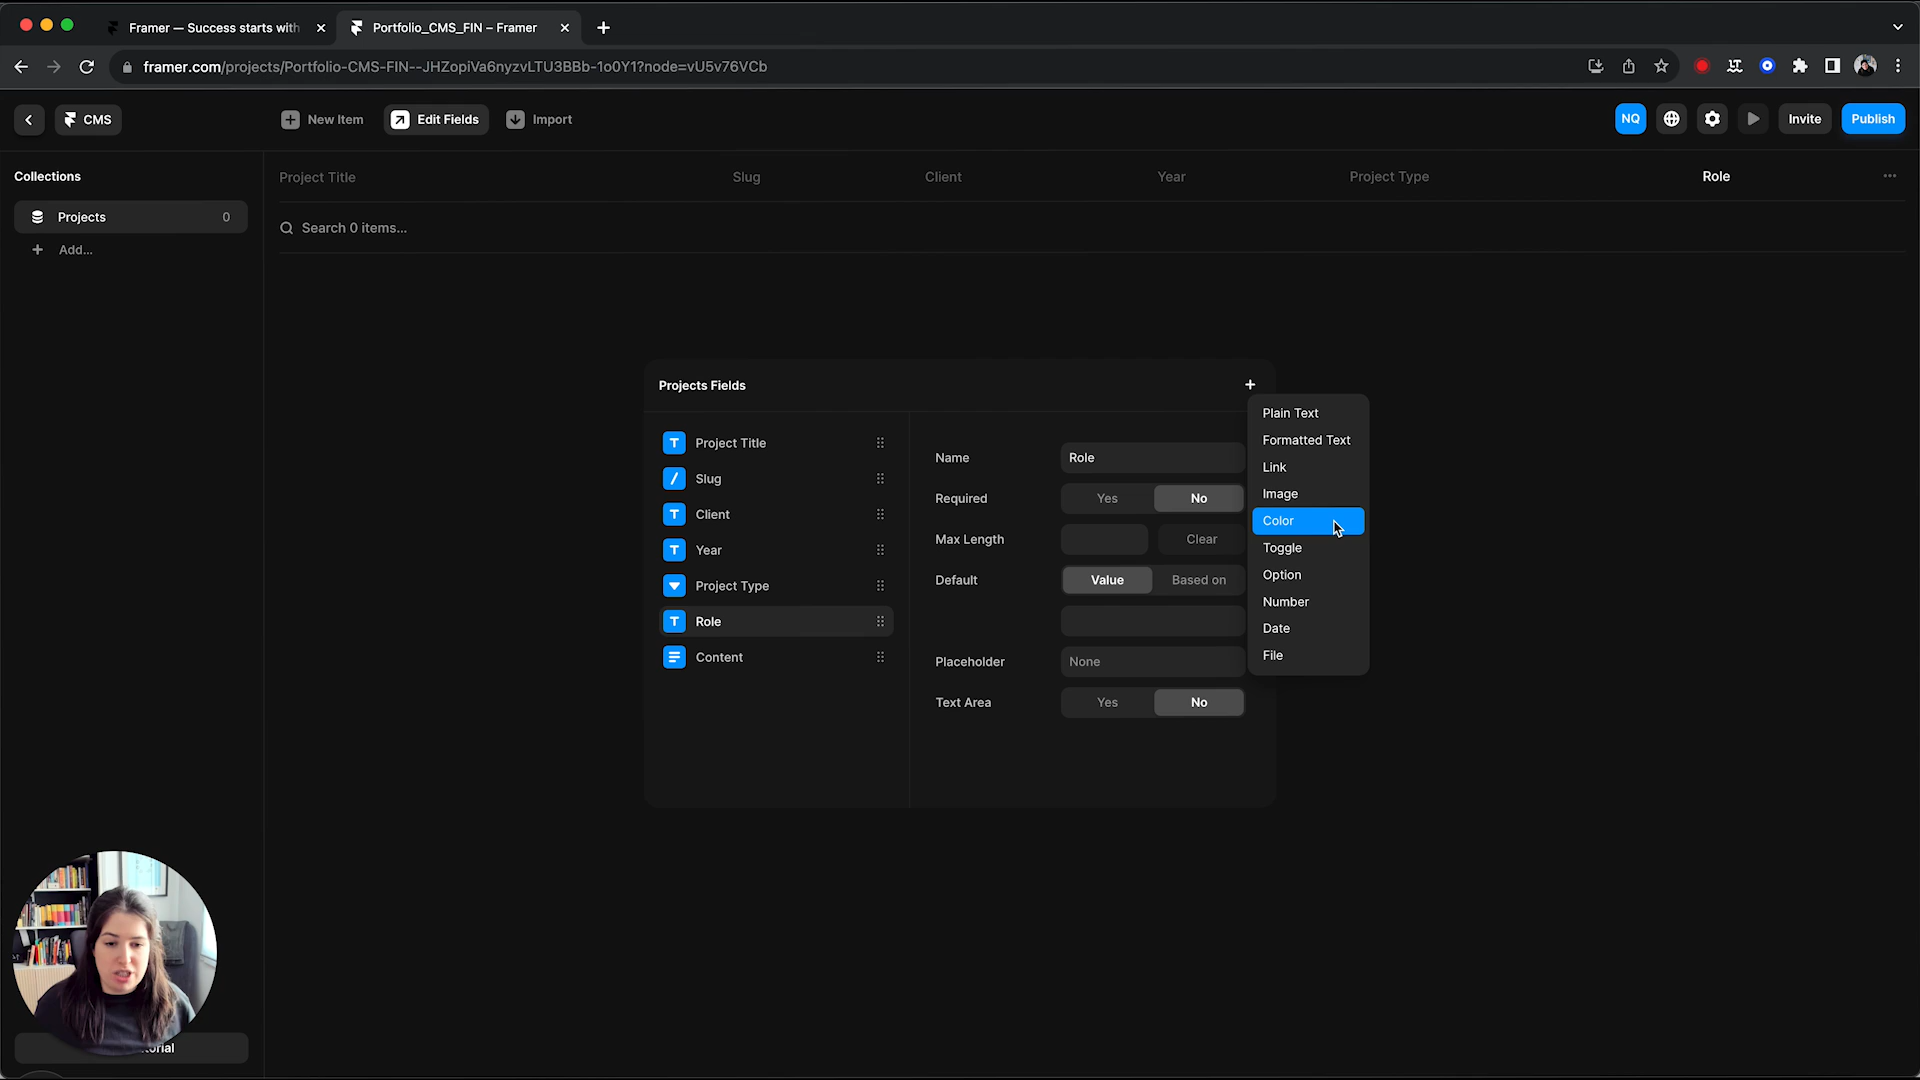 Framer — Success starts with
Portfolio_CMS_FIN – Framer
framer.com/projects/Portfolio-CMS-FIN--JHZopiVa6nyzvLTU3BBb-1o0Y1?node=vU5v76VCb
CMS
New Item
Edit Fields
Import
NQ
Invite
Publish
Collections
Project Title
Slug
Client
Year
Project Type
Role
Projects
0
Search 0 items...
Add...
Projects Fields
Project Title
Slug
Client
Year
Project Type
Role
Content
Name
Role
Required
Yes
No
Max Length
Clear
Default
Value
Based on
Placeholder
None
Text Area
Yes
No
Plain Text
Formatted Text
Link
Image
Color
Toggle
Option
Number
Date
File